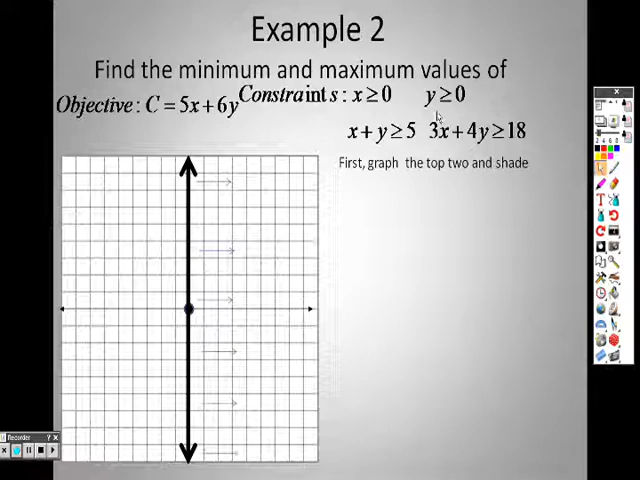 Example 2
Find the minimum and maximum values of
Objective: C = 5x + 6y Constraints: x ≥ 0 y ≥ 0
x + y ≥ 5 3x + 4y ≥ 18
First, graph the top two and shade
Recorder